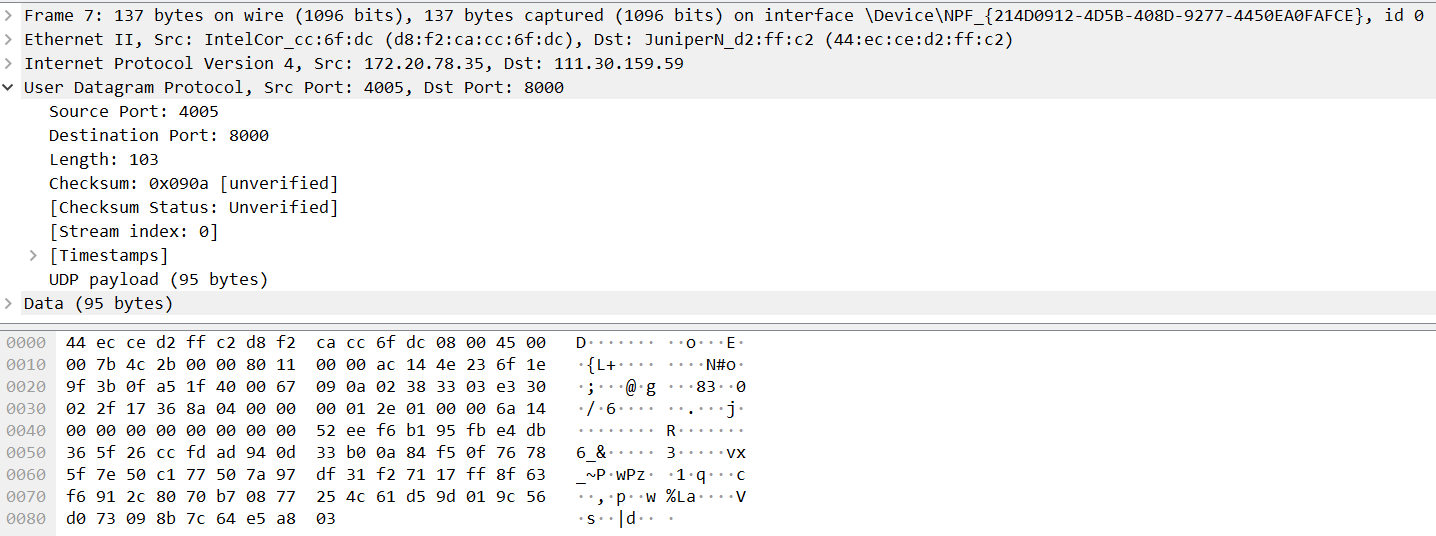 Frame 7: 137 bytes on wire (1096 bits), 137 bytes captured (1096 bits) on interface \Device\NPF_{214D0912-4D5B-408D-9277-4450EA0FAFCE}, id 0
Ethernet II, Src: IntelCor_cc:6f:dc (d8:f2:ca:cc:6f:dc), Dst: JuniperN_d2:ff:c2 (44:ec:ce:d2:ff:c2)
Internet Protocol Version 4, Src: 172.20.78.35, Dst: 111.30.159.59
User Datagram Protocol, Src Port: 4005, Dst Port: 8000
Source Port: 4005
Destination Port: 8000
Length: 103
Checksum: 0x090a [unverified]
[Checksum Status: Unverified]
[Stream index: 0]
[Timestamps]
UDP payload (95 bytes)
Data (95 bytes)
0000 44 ec ce d2 ff c2 d8 f2 ca cc 6f dc 08 00 45 00 D······· ··o···E·
0010 00 7b 4c 2b 00 00 80 11 00 00 ac 14 4e 23 6f 1e ·{L+···· ····N#o·
0020 9f 3b 0f a5 1f 40 00 67 09 0a 02 38 33 03 e3 30 ·;···@·g ···83··0
0030 02 2f 17 36 8a 04 00 00 00 01 2e 01 00 00 6a 14 ·/·6···· ··.···j·
0040 00 00 00 00 00 00 00 00 52 ee f6 b1 95 fb e4 db ········ R·······
0050 36 5f 26 cc fd ad 94 0d 33 b0 0a 84 f5 0f 76 78 6_&····· 3·····vx
0060 5f 7e 50 c1 77 50 7a 97 df 31 f2 71 17 ff 8f 63 _~P·wPz· ·1·q···c
0070 f6 91 2c 80 70 b7 08 77 25 4c 61 d5 9d 01 9c 56 ··,·p··w %La····V
0080 d0 73 09 8b 7c 64 e5 a8 03 ·s··|d·· ·